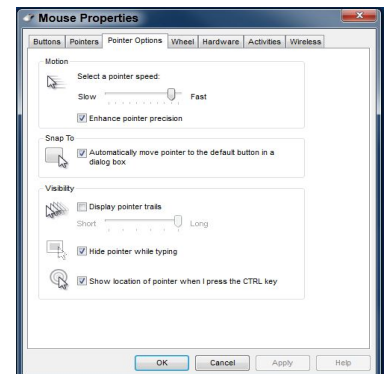 Mouse Properties
Buttons Pointers Pointer Options Wheel Hardware Activities Wireless
Motion
Select a pointer speed:
Slow Fast
Enhance pointer precision
Snap To
Automatically move pointer to the default button in a
dialog box
Visibility
Display pointer trails
Short Long
Hide pointer while typing
Show location of pointer when I press the CTRL key
OK Cancel Apply Help